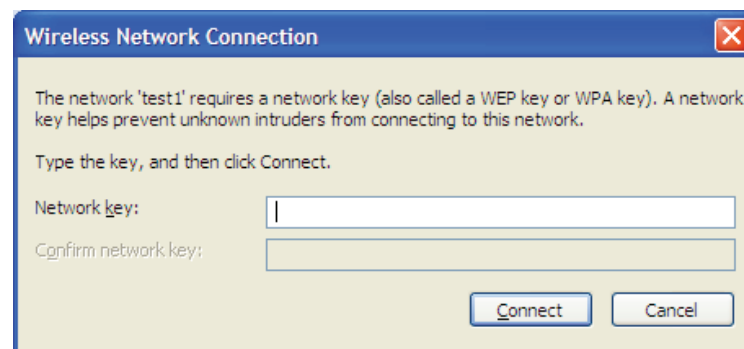 Wireless Network Connection
The network 'test1' requires a network key (also called a WEP key or WPA key). A network
key helps prevent unknown intruders from connecting to this network.
Type the key, and then click Connect.
Network key:
Confirm network key:
Connect Cancel